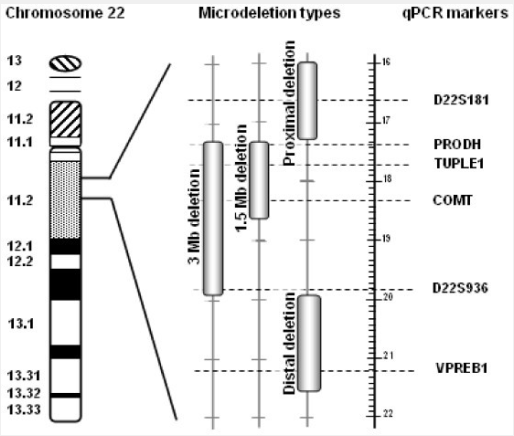 Chromosome 22
Microdeletion types
qPCR markers
13
12
11.2
11.1
11.2
12.1
12.2
13.1
13.31
13.32
13.33
3 Mb deletion
1.5 Mb deletion
Proximal deletion
Distal deletion
16
17
18
19
20
21
22
D22S181
PRODH
TUPLE1
COMT
D22S936
VPREB1